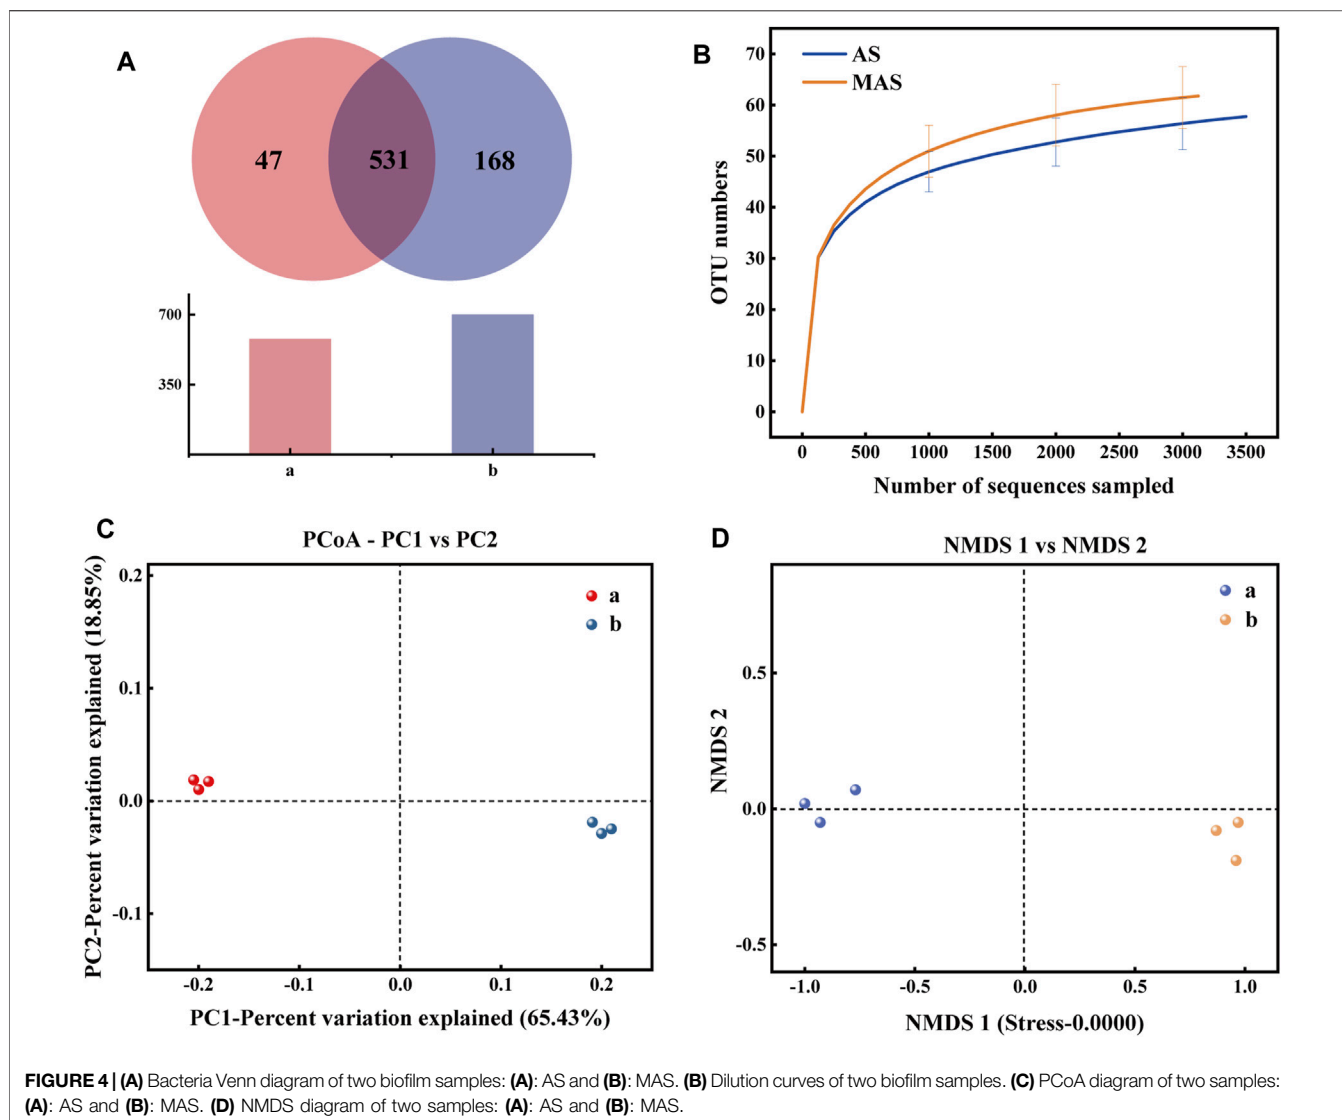 A
47
531
168
700
350
a
b
B
AS
MAS
70
60
50
40
30
20
10
0
OTU numbers
0 500 1000 1500 2000 2500 3000 3500
Number of sequences sampled
C
PCoA - PC1 vs PC2
a
b
0.2
0.1
0.0
-0.1
PC2-Percent variation explained (18.85%)
-0.2 -0.1 0.0 0.1 0.2
PC1-Percent variation explained (65.43%)
D
NMDS 1 vs NMDS 2
a
b
0.5
0.0
-0.5
NMDS 2
-1.0 -0.5 0.0 0.5 1.0
NMDS 1 (Stress-0.0000)
FIGURE 4 | (A) Bacteria Venn diagram of two biofilm samples: (A): AS and (B): MAS. (B) Dilution curves of two biofilm samples. (C) PCoA diagram of two samples:
(A): AS and (B): MAS. (D) NMDS diagram of two samples: (A): AS and (B): MAS.